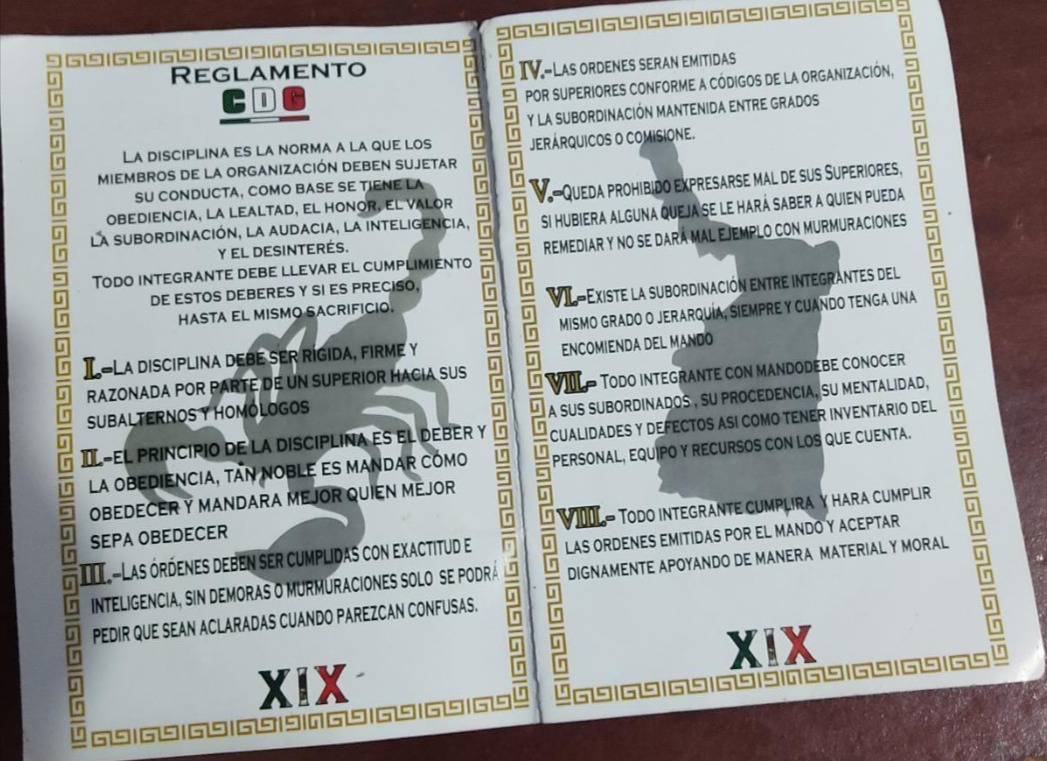 REGLAMENTO
CDG
LA DISCIPLINA ES LA NORMA A LA QUE LOS
MIEMBROS DE LA ORGANIZACIÓN DEBEN SUJETAR
SU CONDUCTA, COMO BASE SE TIENE LA
OBEDIENCIA, LA LEALTAD, EL HONOR, EL VALOR
LA SUBORDINACIÓN, LA AUDACIA, LA INTELIGENCIA,
Y EL DESINTERÉS.
TODO INTEGRANTE DEBE LLEVAR EL CUMPLIMIENTO
DE ESTOS DEBERES Y SI ES PRECISO,
HASTA EL MISMO SACRIFICIO.
I.-LA DISCIPLINA DEBE SER RÍGIDA, FIRME Y
RAZONADA POR PARTE DE UN SUPERIOR HACIA SUS
SUBALTERNOS Y HOMÓLOGOS
II.-EL PRINCIPIO DE LA DISCIPLINA ES EL DEBER Y
LA OBEDIENCIA, TAN NOBLE ES MANDAR COMO
OBEDECER Y MANDARA MEJOR QUIEN MEJOR
SEPA OBEDECER
III.-LAS ÓRDENES DEBEN SER CUMPLIDAS CON EXACTITUD E
INTELIGENCIA, SIN DEMORAS O MURMURACIONES SOLO SE PODRÁ
PEDIR QUE SEAN ACLARADAS CUANDO PAREZCAN CONFUSAS.
XIX
IV.-LAS ORDENES SERAN EMITIDAS
POR SUPERIORES CONFORME A CÓDIGOS DE LA ORGANIZACIÓN,
Y LA SUBORDINACIÓN MANTENIDA ENTRE GRADOS
JERÁRQUICOS O COMISIONE.
V.-QUEDA PROHIBIDO EXPRESARSE MAL DE SUS SUPERIORES,
SI HUBIERA ALGUNA QUEJA SE LE HARÁ SABER A QUIEN PUEDA
REMEDIAR Y NO SE DARÁ MAL EJEMPLO CON MURMURACIONES
VI.-EXISTE LA SUBORDINACIÓN ENTRE INTEGRANTES DEL
MISMO GRADO O JERARQUÍA, SIEMPRE Y CUANDO TENGA UNA
ENCOMIENDA DEL MANDO
VII.- TODO INTEGRANTE CON MANDODEBE CONOCER
A SUS SUBORDINADOS , SU PROCEDENCIA, SU MENTALIDAD,
CUALIDADES Y DEFECTOS ASI COMO TENER INVENTARIO DEL
PERSONAL, EQUIPO Y RECURSOS CON LOS QUE CUENTA.
VIII.- TODO INTEGRANTE CUMPLIRA Y HARA CUMPLIR
LAS ORDENES EMITIDAS POR EL MANDO Y ACEPTAR
DIGNAMENTE APOYANDO DE MANERA MATERIAL Y MORAL
XIX